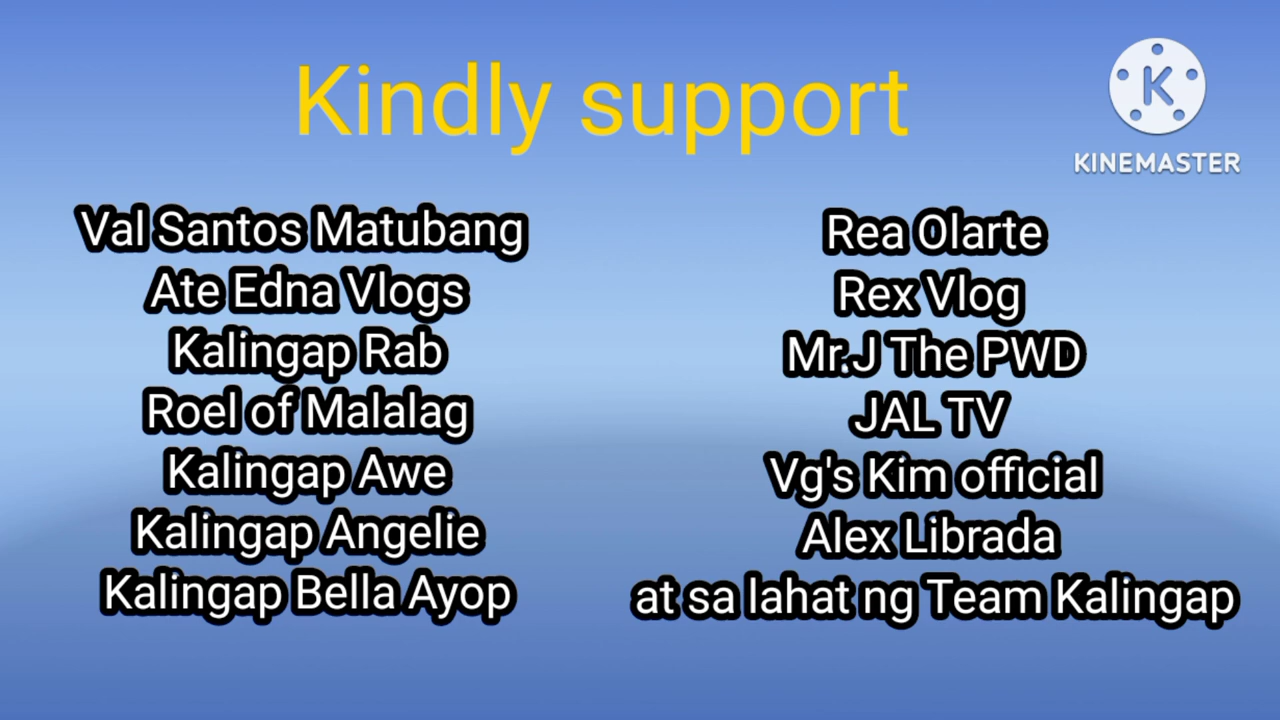 Kindly support
KINEMASTER
Val Santos Matubang
Ate Edna Vlogs
Kalingap Rab
Roel of Malalag
Kalingap Awe
Kalingap Angelie
Kalingap Bella Ayop
Rea Olarte
Rex Vlog
Mr.J The PWD
JAL TV
Vg's Kim official
Alex Librada
at sa lahat ng Team Kalingap